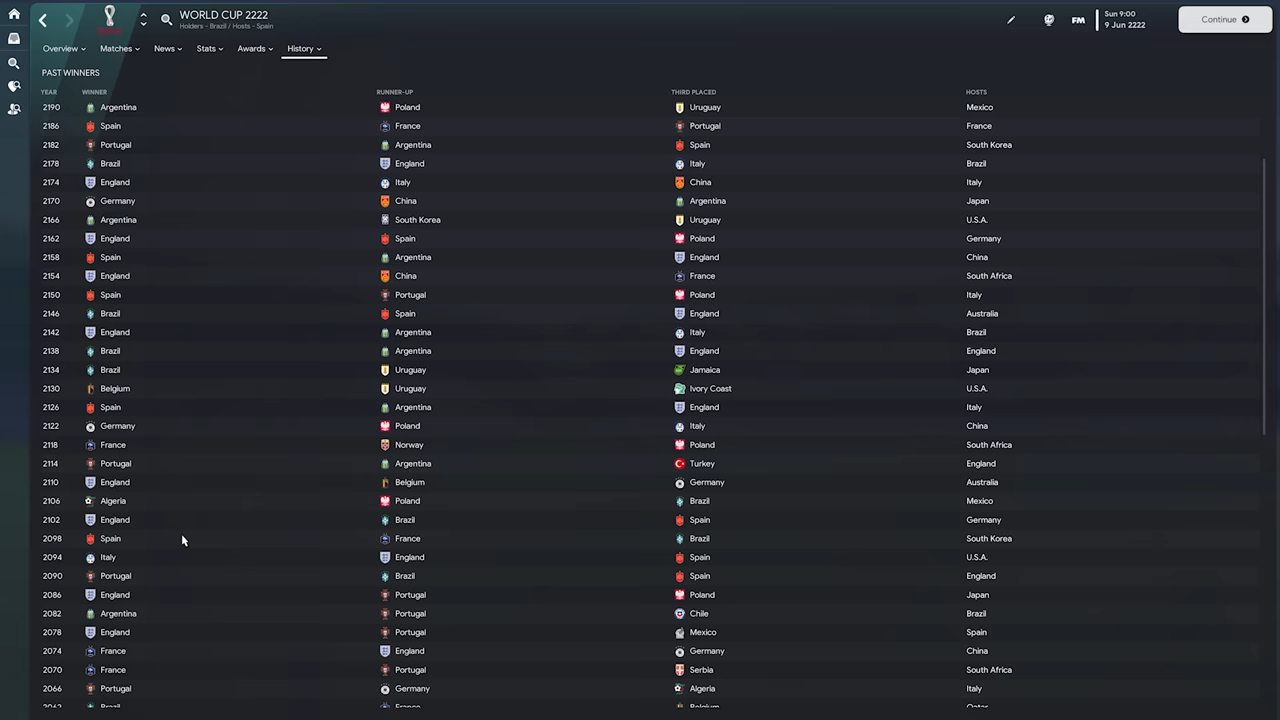 WORLD CUP 2222
Holders - Brazil / Hosts - Spain
FM
Sun 9:00
9 Jun 2222
Continue
Overview Matches News Stats Awards History
PAST WINNERS
YEAR WINNER RUNNER-UP THIRD PLACED HOSTS
2190 Argentina Poland Uruguay Mexico
2186 Spain France Portugal France
2182 Portugal Argentina Spain South Korea
2178 Brazil England Italy Brazil
2174 England Italy China Italy
2170 Germany China Argentina Japan
2166 Argentina South Korea Uruguay U.S.A.
2162 England Spain Poland Germany
2158 Spain Argentina England China
2154 England China France South Africa
2150 Spain Portugal Poland Italy
2146 Brazil Spain England Australia
2142 England Argentina Italy Brazil
2138 Brazil Argentina England England
2134 Brazil Uruguay Jamaica Japan
2130 Belgium Uruguay Ivory Coast U.S.A.
2126 Spain Argentina England Italy
2122 Germany Poland Italy China
2118 France Norway Poland South Africa
2114 Portugal Argentina Turkey England
2110 England Belgium Germany Australia
2106 Algeria Poland Brazil Mexico
2102 England Brazil Spain Germany
2098 Spain France Brazil South Korea
2094 Italy England Spain U.S.A.
2090 Portugal Brazil Spain England
2086 England Portugal Poland Japan
2082 Argentina Portugal Chile Brazil
2078 England Portugal Mexico Spain
2074 France England Germany China
2070 France Portugal Serbia South Africa
2066 Portugal Germany Algeria Italy
2062 Brazil France Belgium Qatar